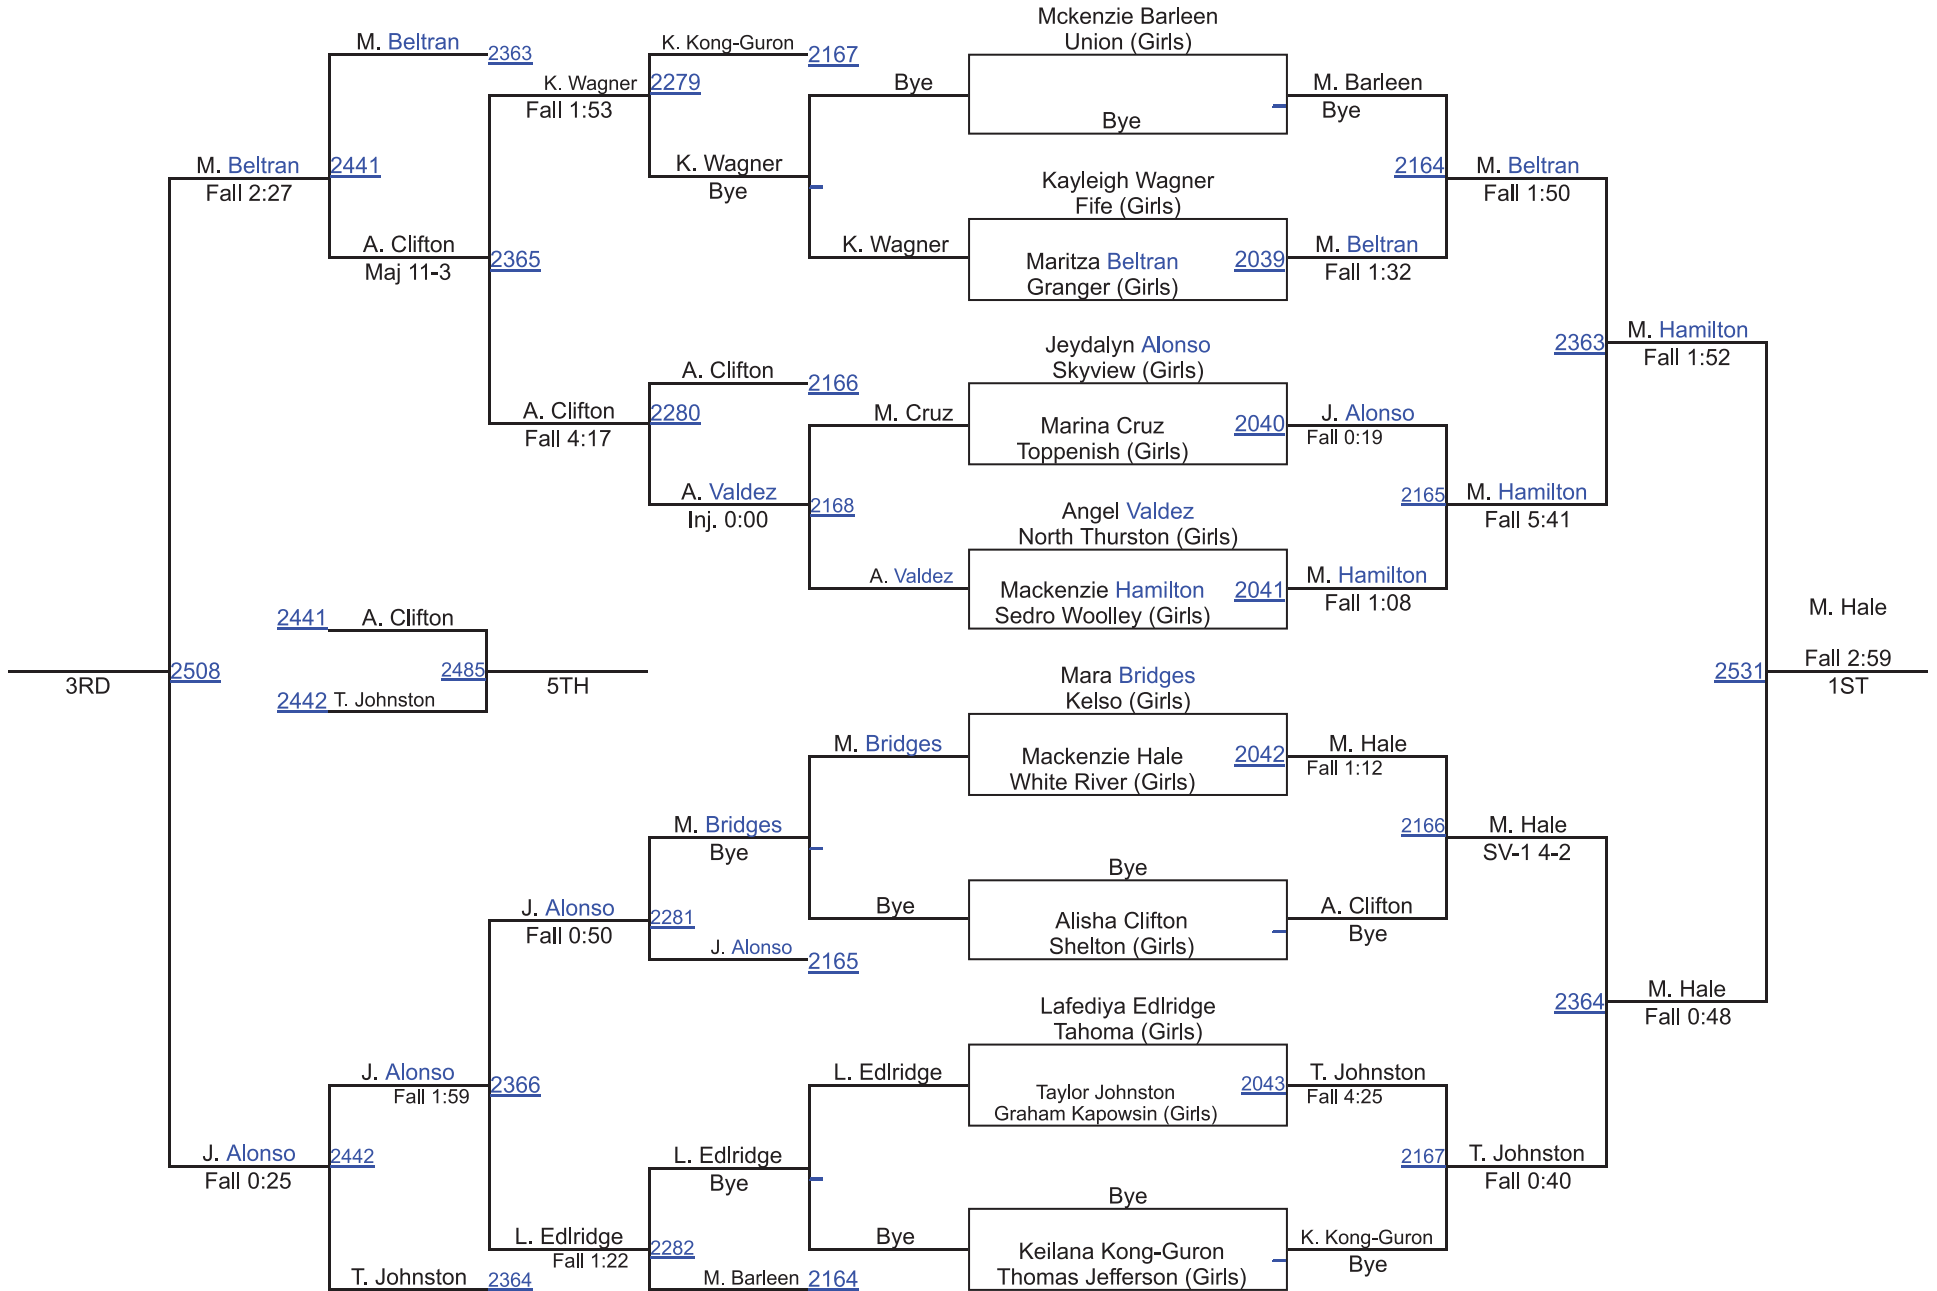 Mckenzie Barleen
Union (Girls)
M. Beltran
2363
K. Kong-Guron
2167
K. Wagner
2279
Bye
M. Barleen
Fall 1:53
Bye
Bye
M. Beltran
2441
K. Wagner
2164
M. Beltran
Fall 2:27
Bye
Kayleigh Wagner
Fall 1:50
Fife (Girls)
A. Clifton
K. Wagner
M. Beltran
Maj 11-3
2365
Maritza Beltran
2039
Fall 1:32
Granger (Girls)
M. Hamilton
Jeydalyn Alonso
2363
Fall 1:52
Skyview (Girls)
A. Clifton
2166
A. Clifton
2280
M. Cruz
J. Alonso
Fall 4:17
Marina Cruz
2040
Fall 0:19
Toppenish (Girls)
A. Valdez
2168
2165
M. Hamilton
Inj. 0:00
Angel Valdez
Fall 5:41
North Thurston (Girls)
A. Valdez
M. Hamilton
Mackenzie Hamilton
2041
Fall 1:08
Sedro Woolley (Girls)
M. Hale
2441
A. Clifton
2508
2485
2531
Fall 2:59
3RD
5TH
Mara Bridges
1ST
2442
T. Johnston
Kelso (Girls)
M. Bridges
M. Hale
Mackenzie Hale
2042
Fall 1:12
White River (Girls)
M. Bridges
2166
M. Hale
Bye
SV-1 4-2
Bye
J. Alonso
2281
Bye
A. Clifton
Fall 0:50
Alisha Clifton
Bye
J. Alonso
2165
Shelton (Girls)
M. Hale
2364
Fall 0:48
Lafediya Edlridge
Tahoma (Girls)
J. Alonso
2366
L. Edlridge
T. Johnston
Fall 1:59
Taylor Johnston
2043
Fall 4:25
Graham Kapowsin (Girls)
J. Alonso
2442
L. Edlridge
2167
T. Johnston
Fall 0:25
Bye
Fall 0:40
Bye
L. Edlridge
2282
Bye
K. Kong-Guron
Fall 1:22
Keilana Kong-Guron
Bye
T. Johnston
2364
M. Barleen
2164
Thomas Jefferson (Girls)